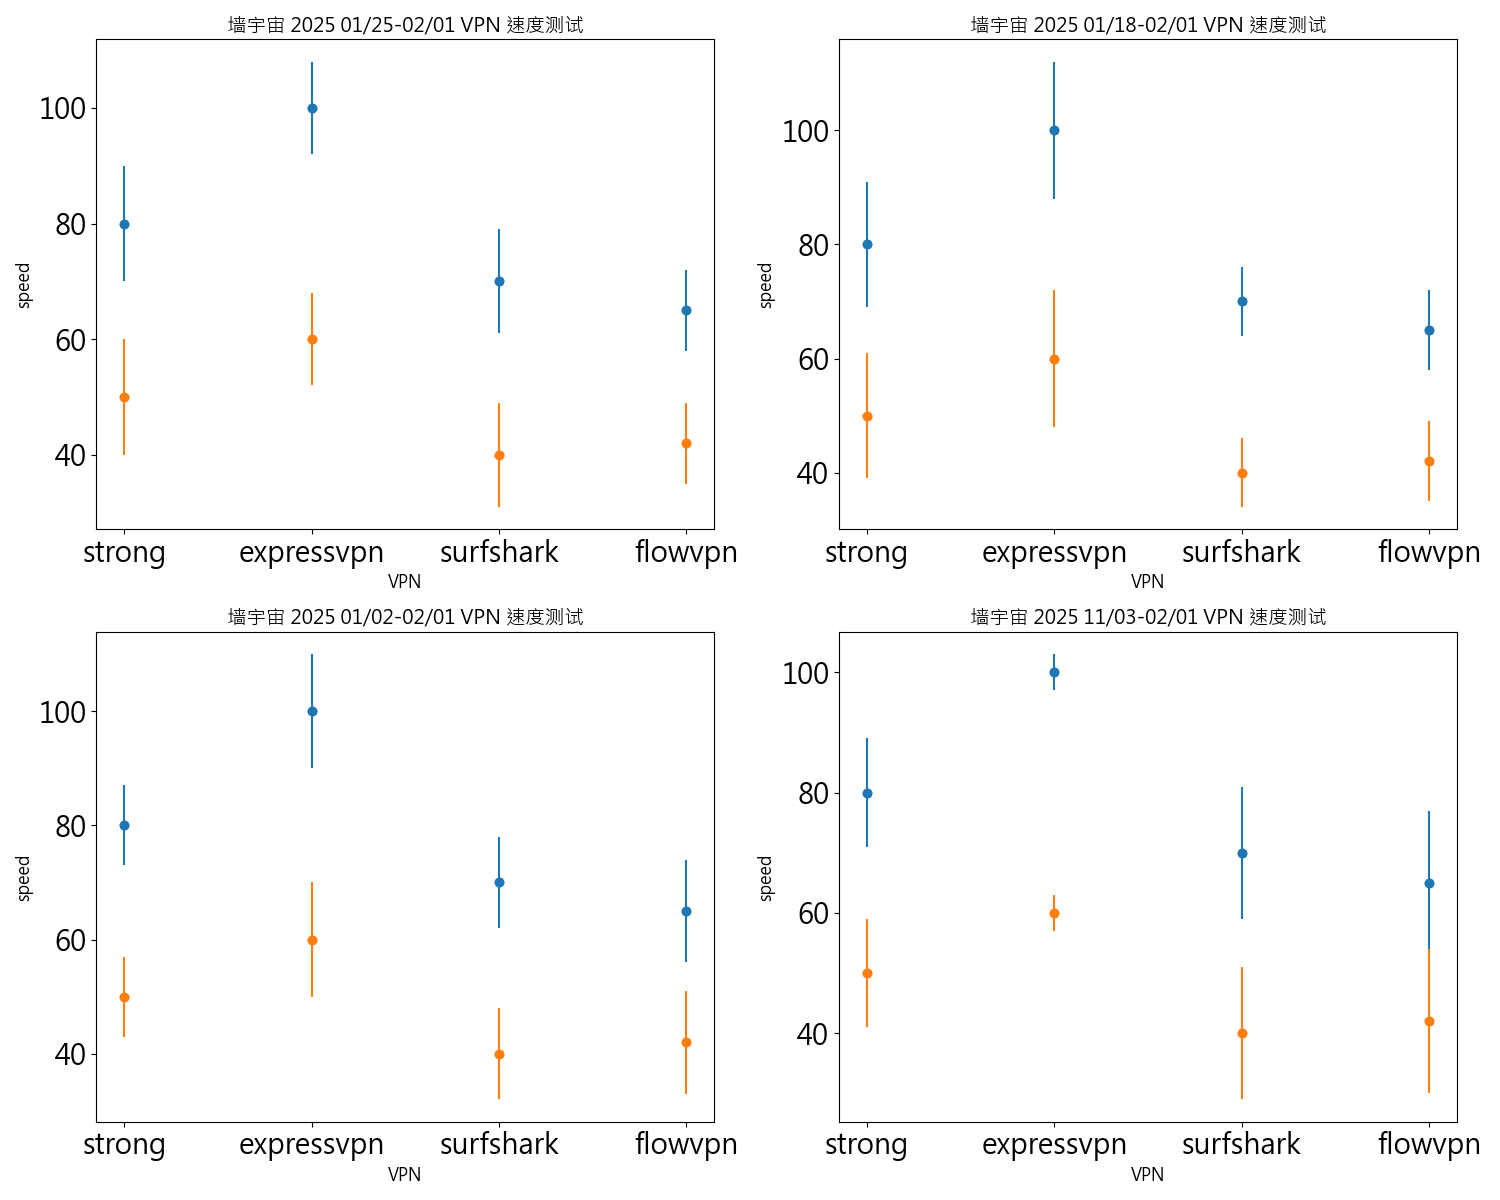 墙宇宙 2025 01/25-02/01 VPN 速度测试
100
80
60
40
speed
strong expressvpn surfshark flowvpn
VPN
墙宇宙 2025 01/18-02/01 VPN 速度测试
100
80
60
40
speed
strong expressvpn surfshark flowvpn
VPN
墙宇宙 2025 01/02-02/01 VPN 速度测试
100
80
60
40
speed
strong expressvpn surfshark flowvpn
VPN
墙宇宙 2025 11/03-02/01 VPN 速度测试
100
80
60
40
speed
strong expressvpn surfshark flowvpn
VPN